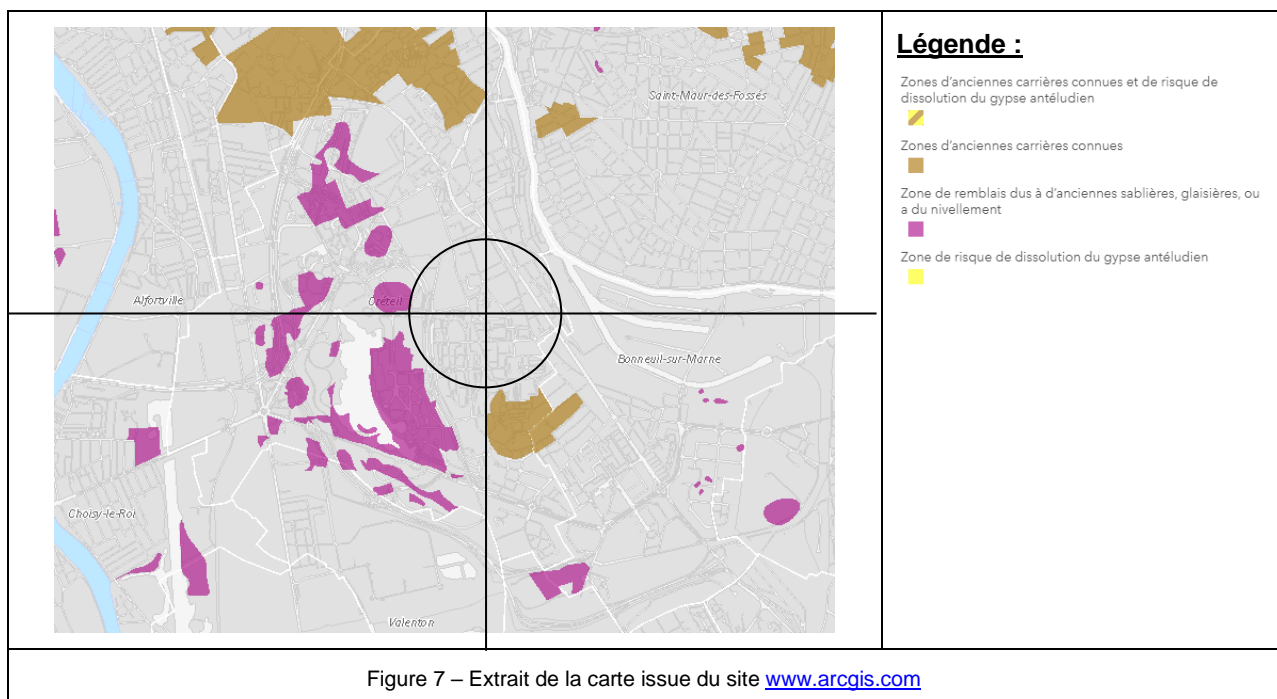 Saint-Maur-des-Fossés
Alfortville
Créteil
Bonneuil-sur-Marne
Choisy-le-Roi
Valenton
Légende :
Zones d'anciennes carrières connues et de risque de
dissolution du gypse antéludien
Zones d'anciennes carrières connues
Zone de remblais dus à d'anciennes sablières, glaisières, ou
a du nivellement
Zone de risque de dissolution du gypse antéludien
Figure 7 – Extrait de la carte issue du site www.arcgis.com